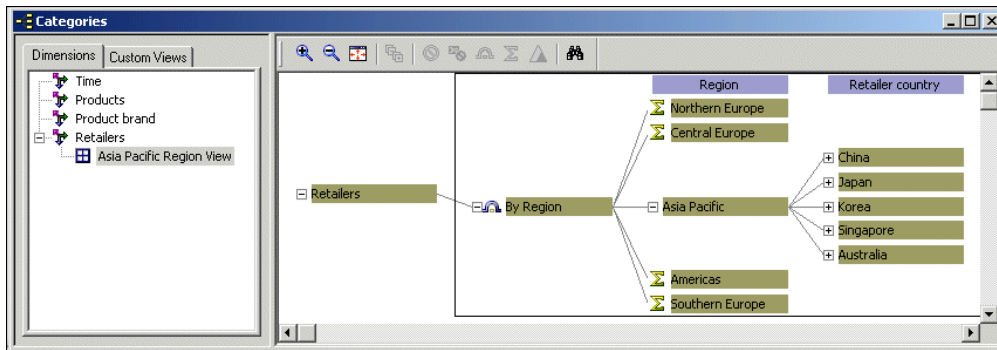 Categories
Dimensions Custom Views
Time
Products
Product brand
Retailers
Asia Pacific Region View
Region Retailer country
Northern Europe
Central Europe
China
Japan
Retailers By Region Asia Pacific Korea
Singapore
Australia
Americas
Southern Europe